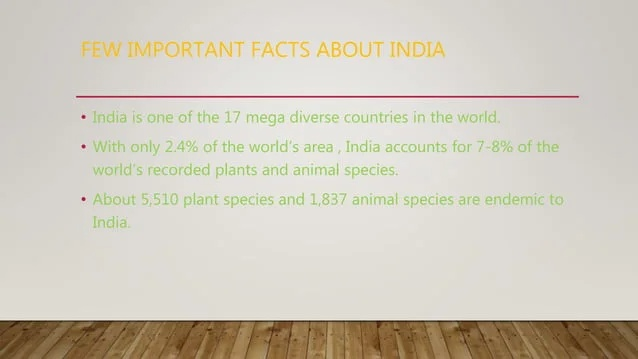 FEW IMPORTANT FACTS ABOUT INDIA
• India is one of the 17 mega diverse countries in the world.
• With only 2.4% of the world's area , India accounts for 7-8% of the
world's recorded plants and animal species.
• About 5,510 plant species and 1,837 animal species are endemic to
India.